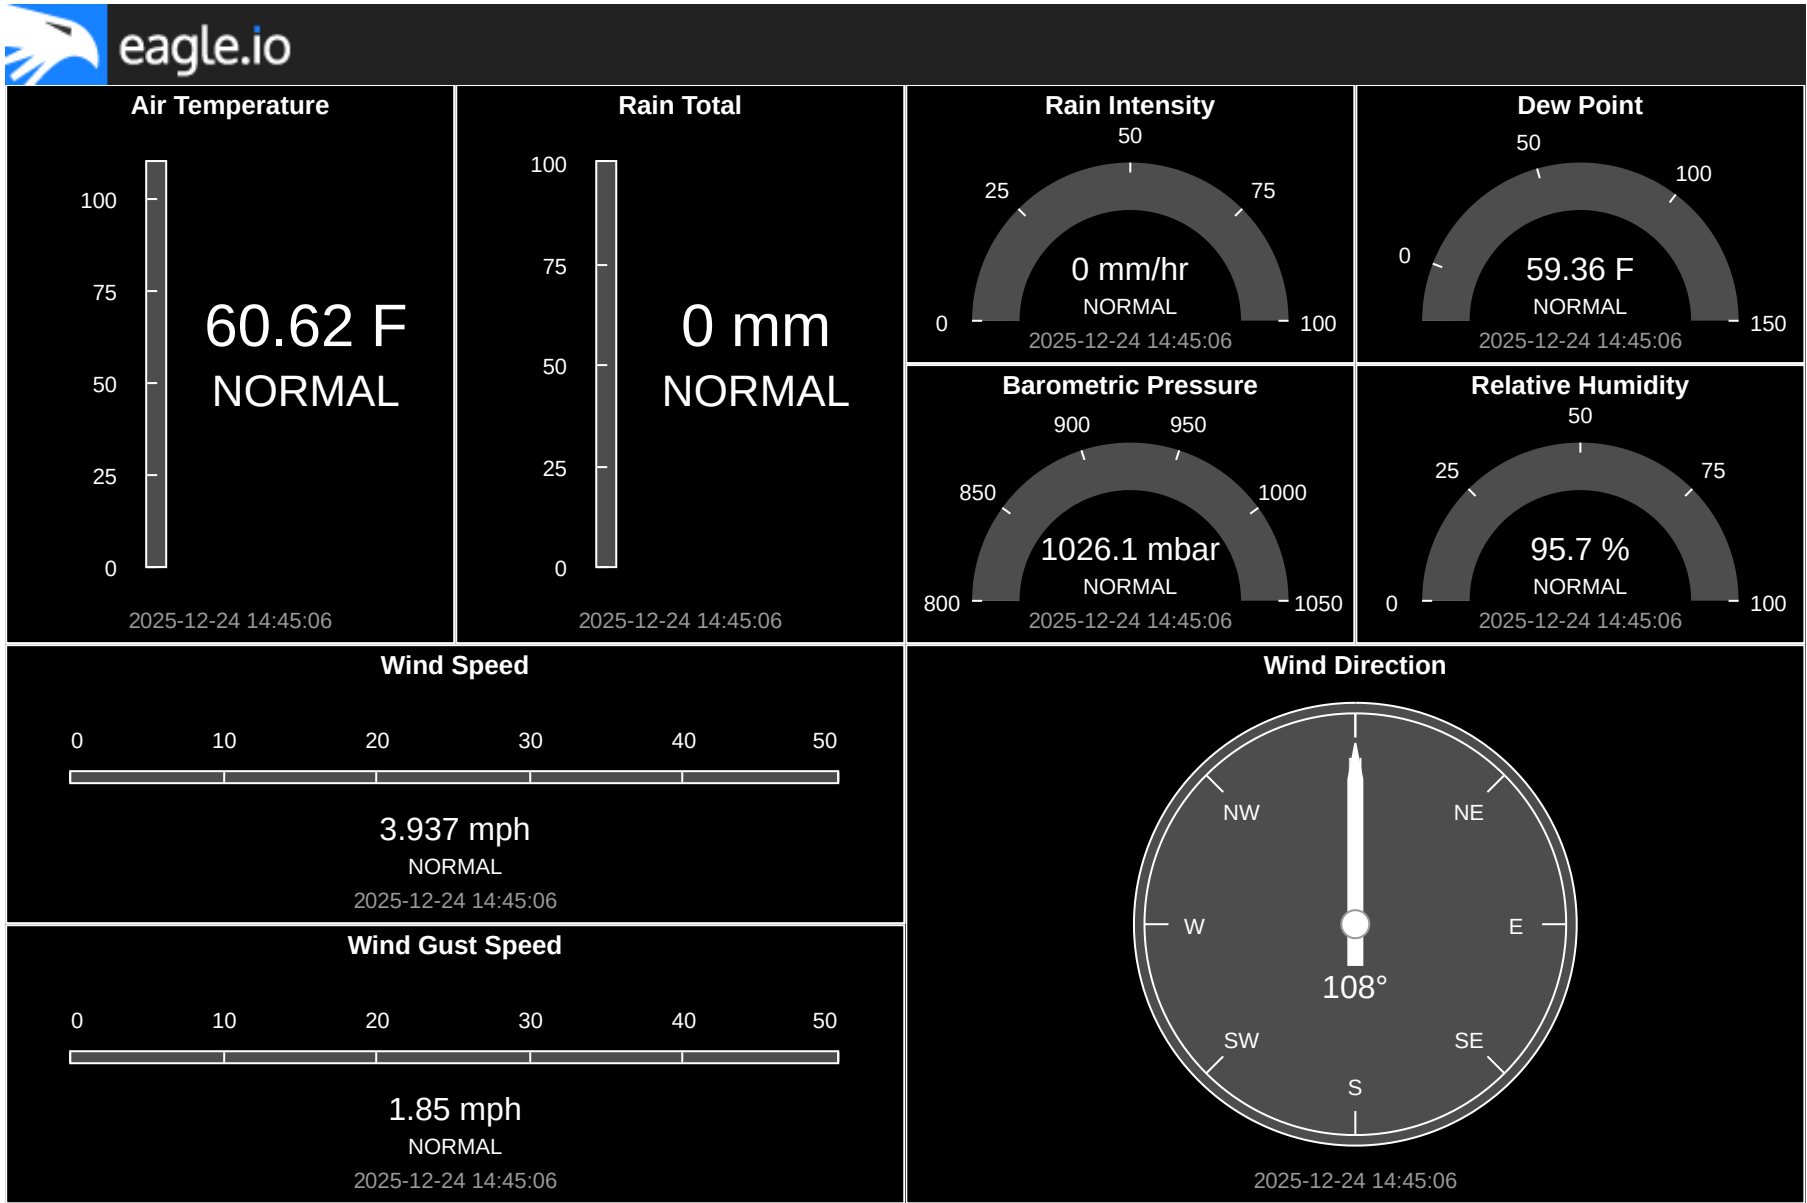 eagle.io
Air Temperature
100
75
50
25
0
60.62 F
NORMAL
2025-12-24 14:45:06
Rain Total
100
75
50
25
0
0 mm
NORMAL
2025-12-24 14:45:06
Rain Intensity
0
25
50
75
100
0 mm/hr
NORMAL
2025-12-24 14:45:06
Dew Point
0
50
100
150
59.36 F
NORMAL
2025-12-24 14:45:06
Barometric Pressure
800
850
900
950
1000
1050
1026.1 mbar
NORMAL
2025-12-24 14:45:06
Relative Humidity
0
25
50
75
100
95.7 %
NORMAL
2025-12-24 14:45:06
Wind Speed
0 10 20 30 40 50
3.937 mph
NORMAL
2025-12-24 14:45:06
Wind Gust Speed
0 10 20 30 40 50
1.85 mph
NORMAL
2025-12-24 14:45:06
Wind Direction
NW NE
W E
108°
SW SE
S
2025-12-24 14:45:06